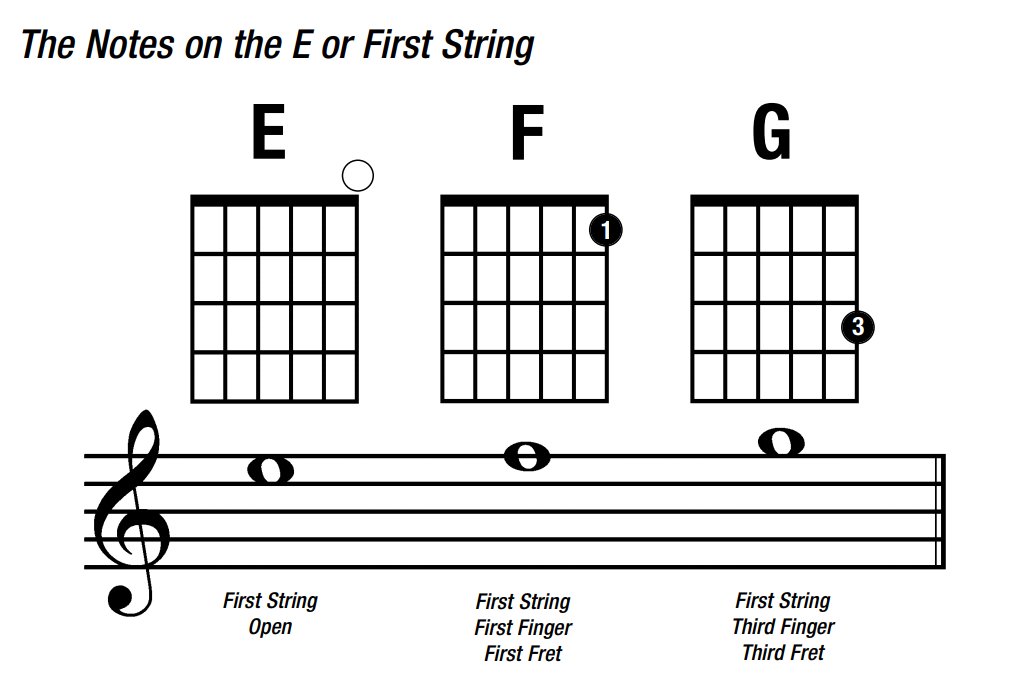 The Notes on the E or First String
E F G
1
3
First String
Open
First String
First Finger
First Fret
First String
Third Finger
Third Fret